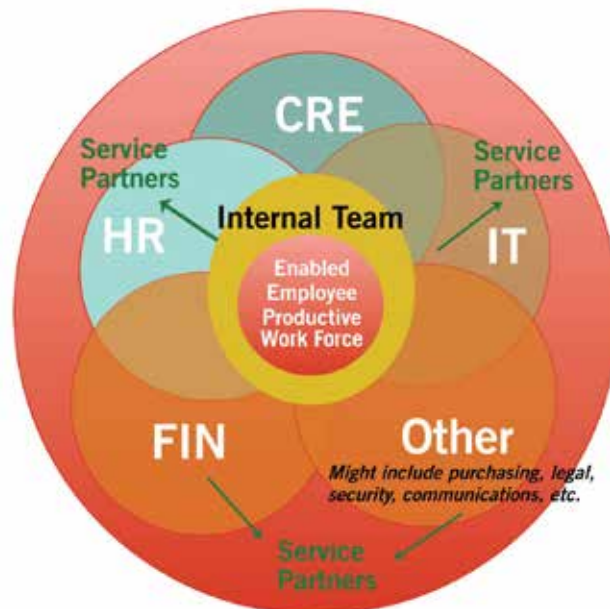 CRE
Service
Partners
Service
Partners
HR
Internal Team
IT
Enabled
Employee
Productive
Work Force
FIN
Other
Might include purchasing, legal,
security, communications, etc.
Service
Partners